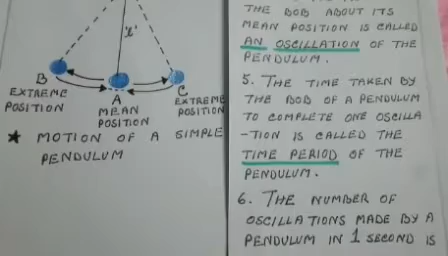 l'
B
EXTREME
POSITION
A
MEAN
POSITION
C
EXTREME
POSITION
★ MOTION OF A SIMPLE
PENDULUM
THE BOB ABOUT ITS
MEAN POSITION IS CALLED
AN OSCILLATION OF THE
PENDULUM.
5. THE TIME TAKEN BY
THE BOB OF A PENDULUM
TO COMPLETE ONE OSCILLA
-TION IS CALLED THE
TIME PERIOD OF THE
PENDULUM.
6. THE NUMBER OF
OSCILLATIONS MADE BY A
PENDULUM IN 1 SECOND IS